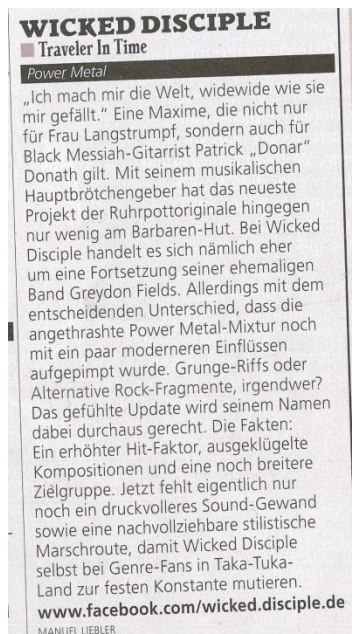 WICKED DISCIPLE
Traveler In Time
Power Metal
„Ich mach mir die Welt, widewide wie sie
mir gefällt.“ Eine Maxime, die nicht nur
für Frau Langstrumpf, sondern auch für
Black Messiah-Gitarrist Patrick „Donar“
Donath gilt. Mit seinem musikalischen
Hauptbrötchengeber hat das neueste
Projekt der Ruhrpottoriginale hingegen
nur wenig am Barbaren-Hut. Bei Wicked
Disciple handelt es sich nämlich eher
um eine Fortsetzung seiner ehemaligen
Band Greydon Fields. Allerdings mit dem
entscheidenden Unterschied, dass die
angethrashte Power Metal-Mixtur noch
mit ein paar moderneren Einflüssen
aufgepimpt wurde. Grunge-Riffs oder
Alternative Rock-Fragmente, irgendwer?
Das gefühlte Update wird seinem Namen
dabei durchaus gerecht. Die Fakten:
Ein erhöhter Hit-Faktor, ausgeklügelte
Kompositionen und eine noch breitere
Zielgruppe. Jetzt fehlt eigentlich nur
noch ein druckvolleres Sound-Gewand
sowie eine nachvollziehbare stilistische
Marschroute, damit Wicked Disciple
selbst bei Genre-Fans in Taka-Tuka-
Land zur festen Konstante mutieren.
www.facebook.com/wicked.disciple.de
MANUEL LIEBLER